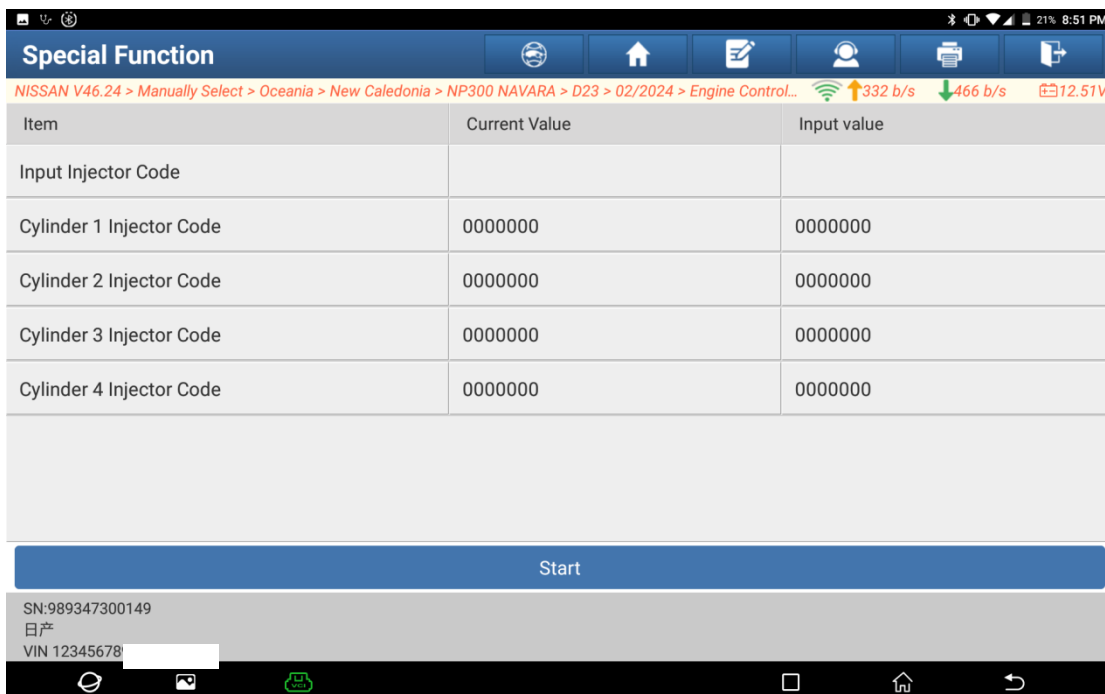 21% 8:51 PM
Special Function
NISSAN V46.24 > Manually Select > Oceania > New Caledonia > NP300 NAVARA > D23 > 02/2024 > Engine Control... 332 b/s 466 b/s 12.51V
Item Current Value Input value
Input Injector Code
Cylinder 1 Injector Code 0000000 0000000
Cylinder 2 Injector Code 0000000 0000000
Cylinder 3 Injector Code 0000000 0000000
Cylinder 4 Injector Code 0000000 0000000
Start
SN:989347300149
日产
VIN 12345678
VCI